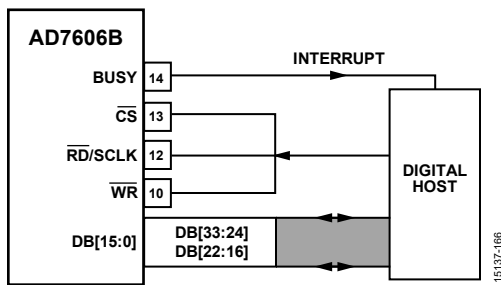 AD7606B
INTERRUPT
BUSY 14
CS 13
RD/SCLK 12
WR 10
DIGITAL
HOST
DB[15:0]
DB[33:24]
DB[22:16]
15137-166